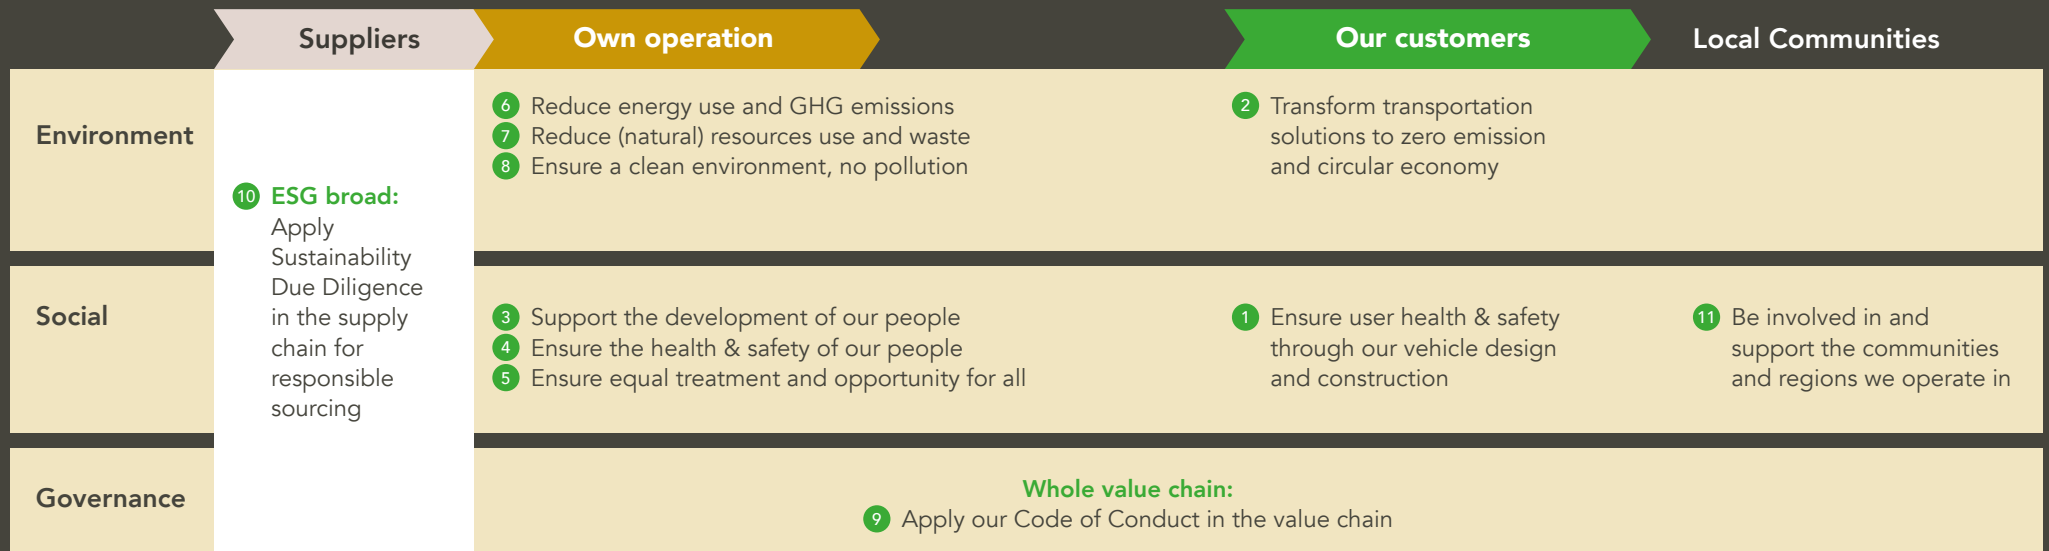 Suppliers
Own operation
Our customers
Local Communities
Environment
6 Reduce energy use and GHG emissions
7 Reduce (natural) resources use and waste
8 Ensure a clean environment, no pollution
2 Transform transportation
solutions to zero emission
and circular economy
10 ESG broad:
Apply
Sustainability
Due Diligence
in the supply
chain for
responsible
sourcing
Social
3 Support the development of our people
4 Ensure the health & safety of our people
5 Ensure equal treatment and opportunity for all
1 Ensure user health & safety
through our vehicle design
and construction
11 Be involved in and
support the communities
and regions we operate in
Governance
Whole value chain:
9 Apply our Code of Conduct in the value chain